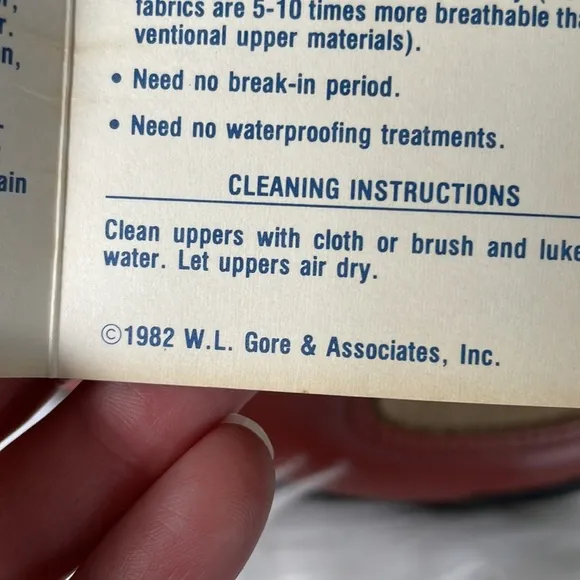 r,
r.
n,
ain
fabrics are 5-10 times more breathable
ventional upper materials).
• Need no break-in period.
• Need no waterproofing treatments.
CLEANING INSTRUCTIONS
Clean uppers with cloth or brush and luke
water. Let uppers air dry.
©1982 W.L. Gore & Associates, Inc.